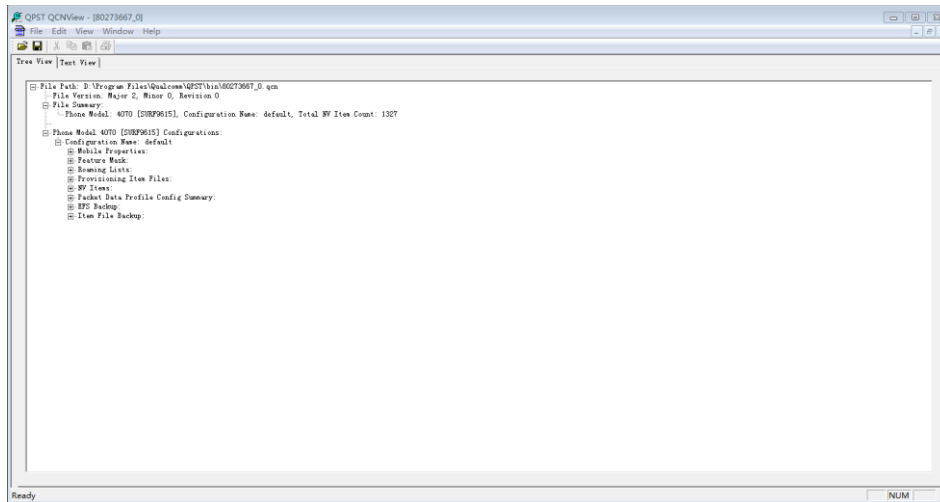 QPST QCNView - [80273667_0]
File Edit View Window Help
Tree View Text View
File Path: D:\Program Files\Qualcomm\QPST\bin\80273667_0.qcn
File Version: Major 2, Minor 0, Revision 0
File Summary:
Phone Model: 4070 [SURF9615], Configuration Name: default, Total NV Item Count: 1327
Phone Model 4070 [SURF9615] Configurations:
Configuration Name: default
Mobile Properties:
Feature Mask:
Roaming Lists:
Provisioning Item Files:
NV Items:
Packet Data Profile Config Summary:
EFS Backup:
Item File Backup:
Ready NUM